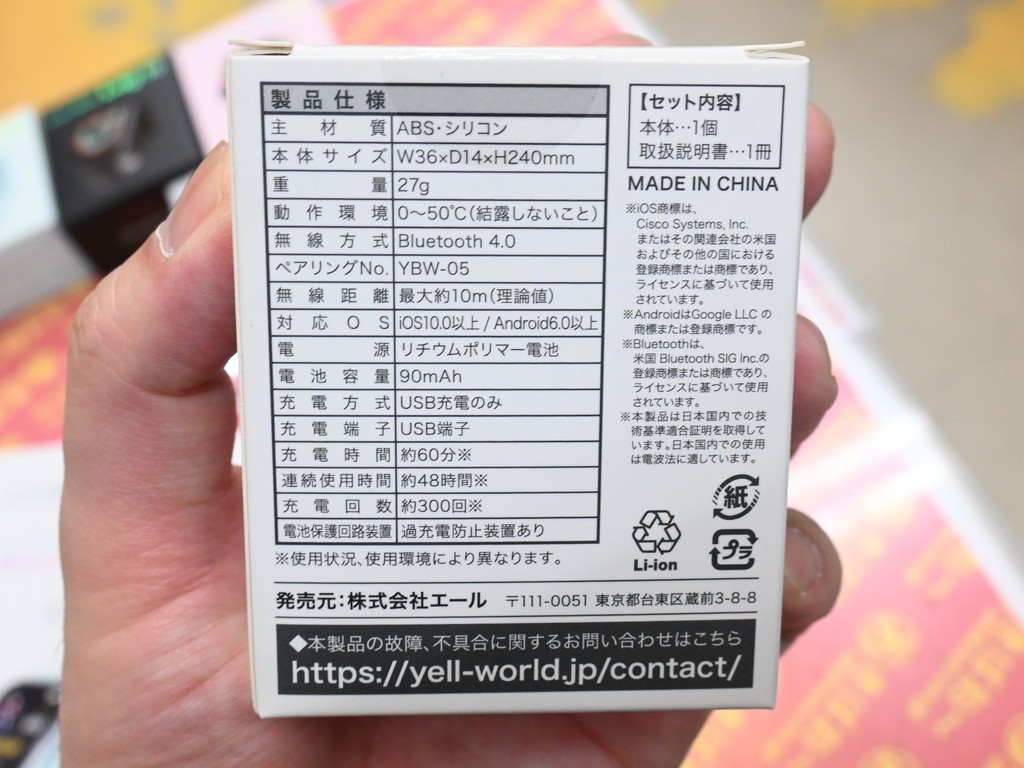 製品仕様
主材質 ABS・シリコン
本体サイズ W36×D14×H240mm
重量 27g
動作環境 0〜50℃(結露しないこと)
無線方式 Bluetooth 4.0
ペアリングNo. YBW-05
無線距離 最大約10m(理論値)
対応OS iOS10.0以上 / Android6.0以上
電源 リチウムポリマー電池
電池容量 90mAh
充電方式 USB充電のみ
充電端子 USB端子
充電時間 約60分※
連続使用時間 約48時間※
充電回数 約300回※
電池保護回路装置 過充電防止装置あり
※使用状況、使用環境により異なります。
【セット内容】
本体…1個
取扱説明書…1冊
MADE IN CHINA
※iOS商標は、
Cisco Systems, Inc.
またはその関連会社の米国
およびその他の国における
登録商標または商標であり、
ライセンスに基づいて使用
されています。
※AndroidはGoogle LLC の
商標または登録商標です。
※Bluetoothは、
米国 Bluetooth SIG Inc.の
登録商標または商標であり、
ライセンスに基づいて使用
されています。
※本製品は日本国内での技
術基準適合証明を取得して
います。日本国内での使用
は電波法に適しています。
紙
Li-ion
プラ
発売元：株式会社エール 〒111-0051 東京都台東区蔵前3-8-8
◆本製品の故障、不具合に関するお問い合わせはこちら
https://yell-world.jp/contact/